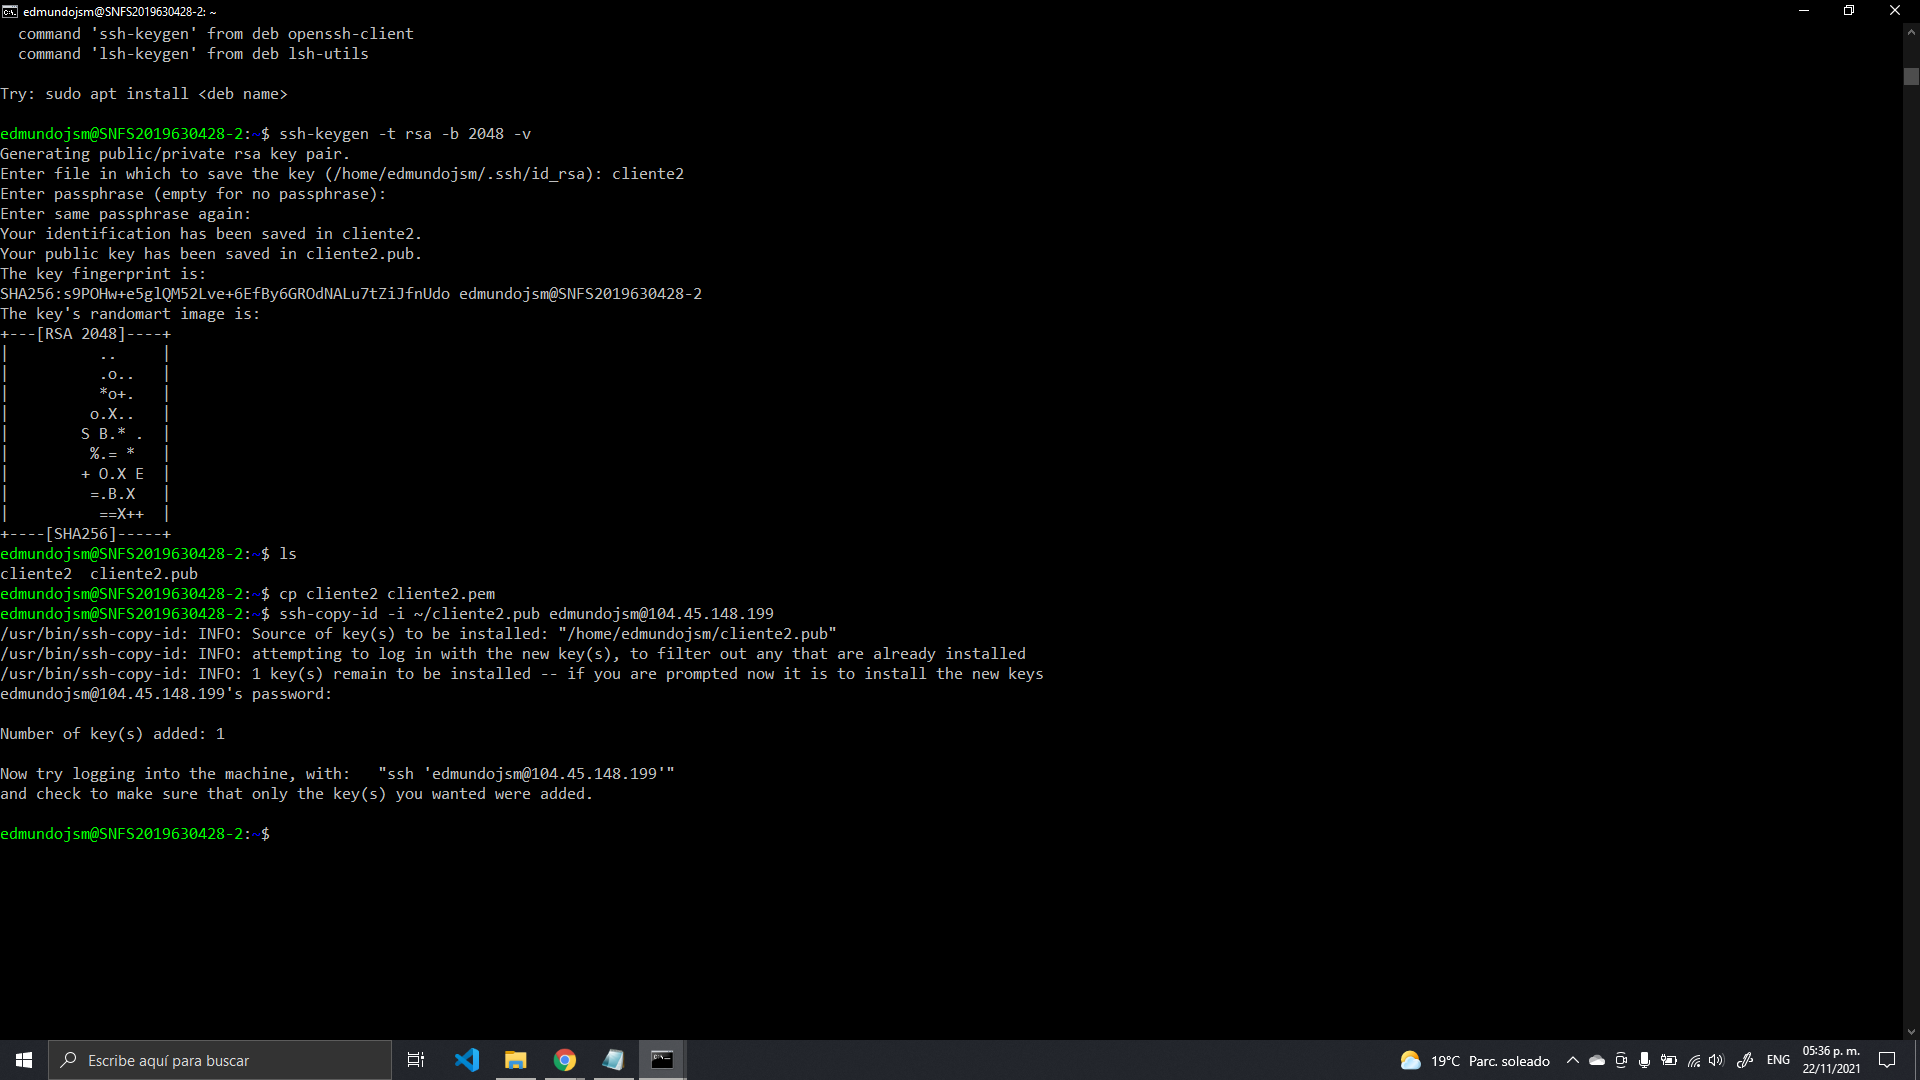 edmundojsm@SNFS2019630428-2: ~
command 'ssh-keygen' from deb openssh-client
command 'lsh-keygen' from deb lsh-utils
Try: sudo apt install <deb name>
edmundojsm@SNFS2019630428-2:~$ ssh-keygen -t rsa -b 2048 -v
Generating public/private rsa key pair.
Enter file in which to save the key (/home/edmundojsm/.ssh/id_rsa): cliente2
Enter passphrase (empty for no passphrase):
Enter same passphrase again:
Your identification has been saved in cliente2.
Your public key has been saved in cliente2.pub.
The key fingerprint is:
SHA256:s9POHw+e5glQM52Lve+6EfBy6GROdNALu7tZiJfnUdo edmundojsm@SNFS2019630428-2
The key's randomart image is:
+---[RSA 2048]----+
|          ..     |
|          .o..   |
|          *o+.   |
|         o.X..   |
|        S B.* .  |
|         %.= *   |
|        + O.X E  |
|         =.B.X   |
|          ==X++  |
+----[SHA256]-----+
edmundojsm@SNFS2019630428-2:~$ ls
cliente2  cliente2.pub
edmundojsm@SNFS2019630428-2:~$ cp cliente2 cliente2.pem
edmundojsm@SNFS2019630428-2:~$ ssh-copy-id -i ~/cliente2.pub edmundojsm@104.45.148.199
/usr/bin/ssh-copy-id: INFO: Source of key(s) to be installed: "/home/edmundojsm/cliente2.pub"
/usr/bin/ssh-copy-id: INFO: attempting to log in with the new key(s), to filter out any that are already installed
/usr/bin/ssh-copy-id: INFO: 1 key(s) remain to be installed -- if you are prompted now it is to install the new keys
edmundojsm@104.45.148.199's password:
Number of key(s) added: 1
Now try logging into the machine, with:   "ssh 'edmundojsm@104.45.148.199'"
and check to make sure that only the key(s) you wanted were added.
edmundojsm@SNFS2019630428-2:~$
Escribe aquí para buscar
19°C Parc. soleado
ENG
05:36 p. m.
22/11/2021